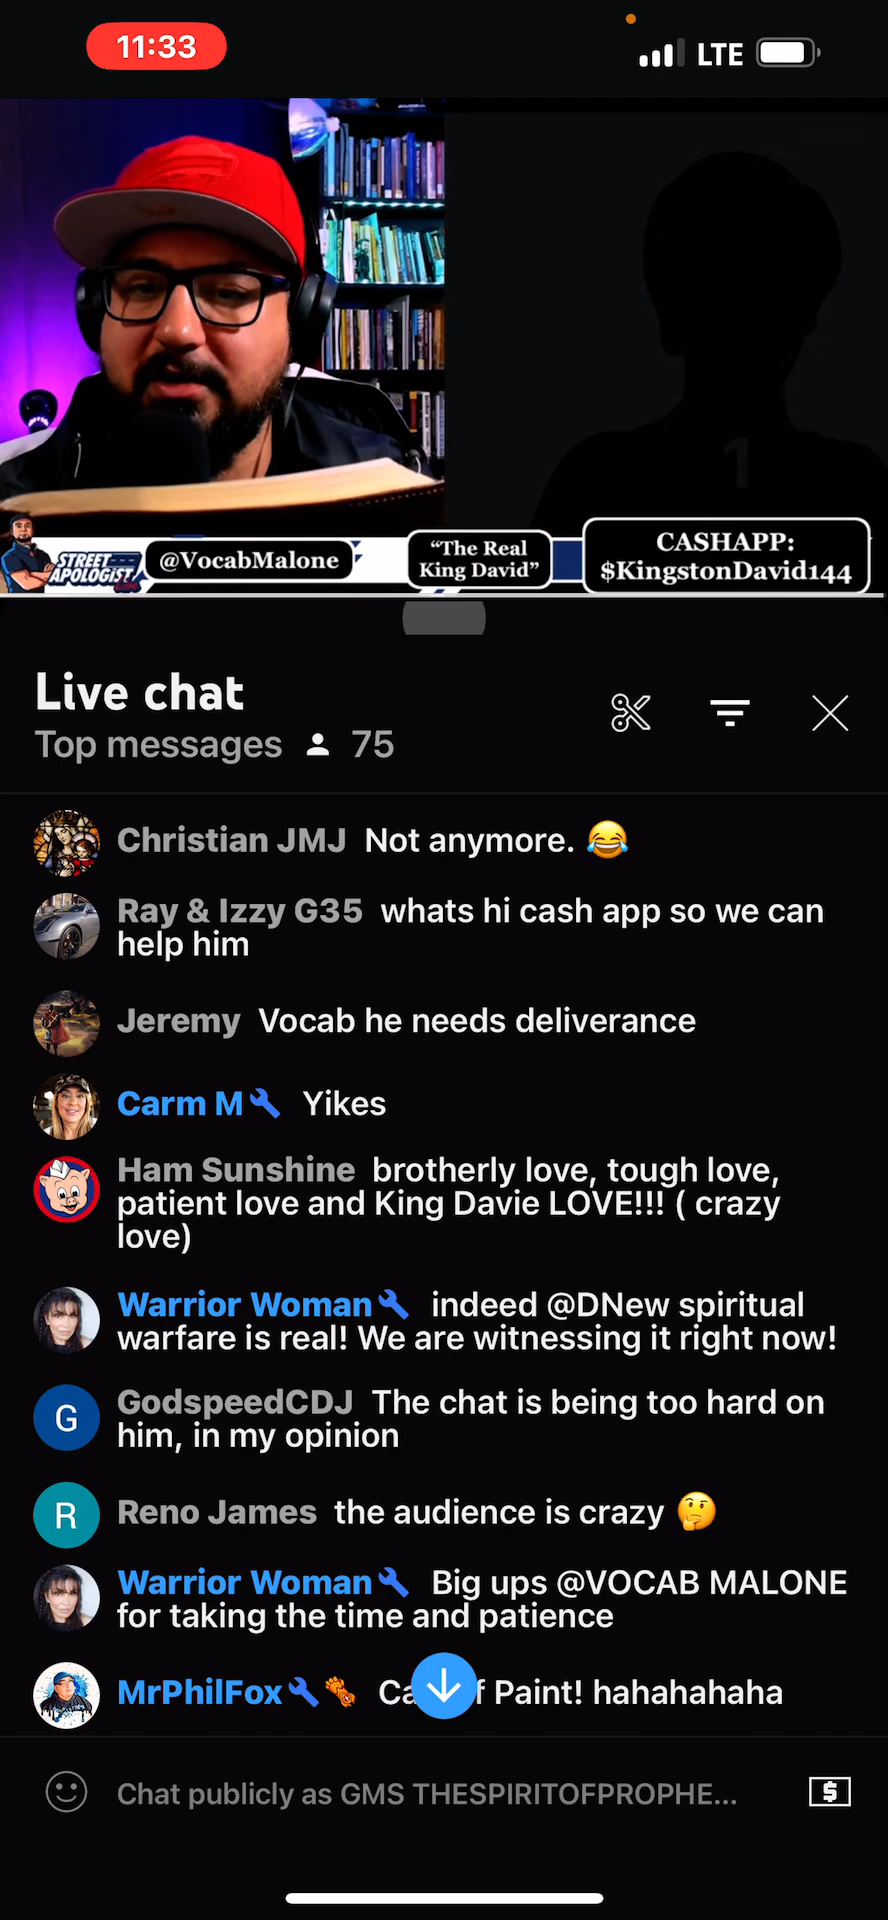 11:33
LTE
1
STREET
APOLOGIST
@VocabMalone
“The Real
King David”
CASHAPP:
$KingstonDavid144
Live chat
Top messages 75
Christian JMJ Not anymore. 😂
Ray & Izzy G35 whats hi cash app so we can
help him
Jeremy Vocab he needs deliverance
Carm M Yikes
Ham Sunshine brotherly love, tough love,
patient love and King Davie LOVE!!! ( crazy
love)
Warrior Woman indeed @DNew spiritual
warfare is real! We are witnessing it right now!
G
GodspeedCDJ The chat is being too hard on
him, in my opinion
R
Reno James the audience is crazy 🤔
Warrior Woman Big ups @VOCAB MALONE
for taking the time and patience
MrPhilFox Paint! hahahahaha
Chat publicly as GMS THESPIRITOFPROPHE...
$